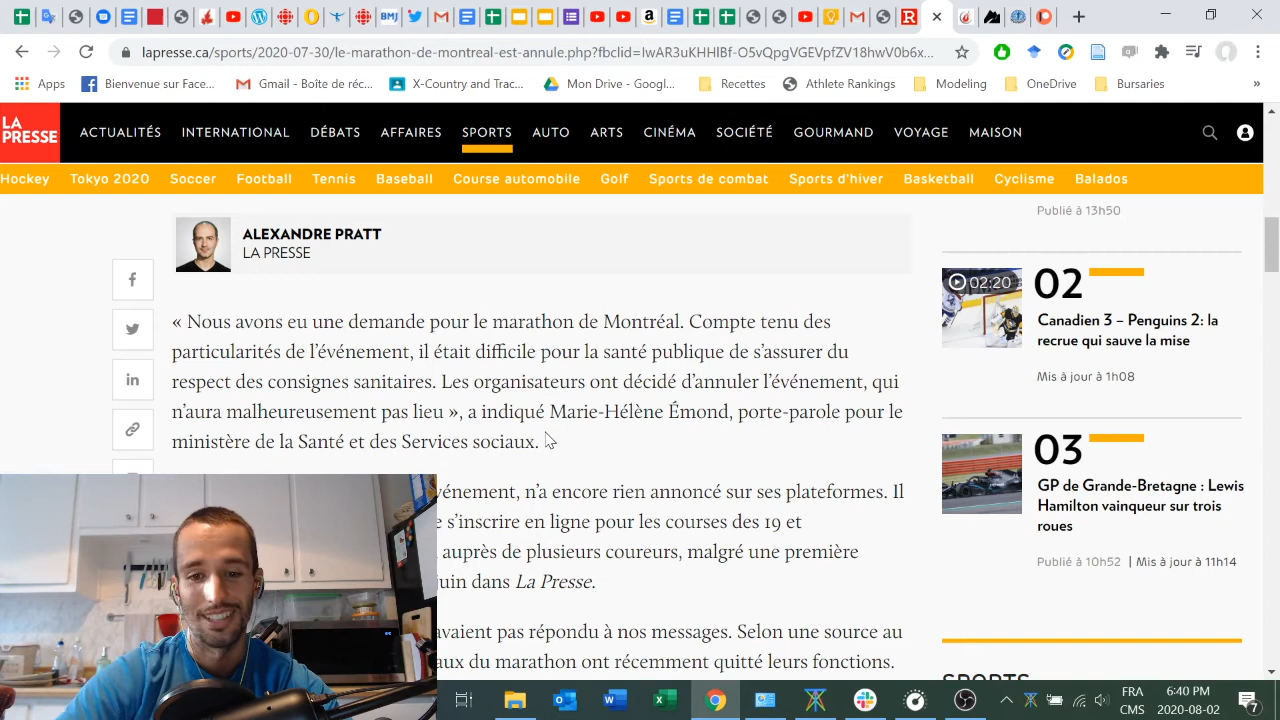 lapresse.ca/sports/2020-07-30/le-marathon-de-montreal-est-annule.php?fbclid=IwAR3uKHHIBf-O5vQpgVGEVpfZV18hwV0b6x...
Apps Bienvue sur Face... Gmail - Boîte de réc... X-Country and Trac... Mon Drive - Googl... Recettes Athlete Rankings Modeling OneDrive Bursaries »
LA PRESSE
ACTUALITÉS INTERNATIONAL DÉBATS AFFAIRES SPORTS AUTO ARTS CINÉMA SOCIÉTÉ GOURMAND VOYAGE MAISON
Hockey Tokyo 2020 Soccer Football Tennis Baseball Course automobile Golf Sports de combat Sports d'hiver Basketball Cyclisme Balados
ALEXANDRE PRATT
LA PRESSE
« Nous avons eu une demande pour le marathon de Montréal. Compte tenu des
particularités de l'événement, il était difficile pour la santé publique de s'assurer du
respect des consignes sanitaires. Les organisateurs ont décidé d'annuler l'événement, qui
n'aura malheureusement pas lieu », a indiqué Marie-Hélène Émond, porte-parole pour le
ministère de la Santé et des Services sociaux.
vénement, n'a encore rien annoncé sur ses plateformes. Il
e s'inscrire en ligne pour les courses des 19 et
auprès de plusieurs coureurs, malgré une première
uin dans La Presse.
avaient pas répondu à nos messages. Selon une source au
aux du marathon ont récemment quitté leurs fonctions.
Publié à 13h50
02:20
02
Canadien 3 – Penguins 2: la
recrue qui sauve la mise
Mis à jour à 1h08
03
GP de Grande-Bretagne : Lewis
Hamilton vainqueur sur trois
roues
Publié à 10h52 | Mis à jour à 11h14
SPORTS
FRA
CMS
6:40 PM
2020-08-02
7